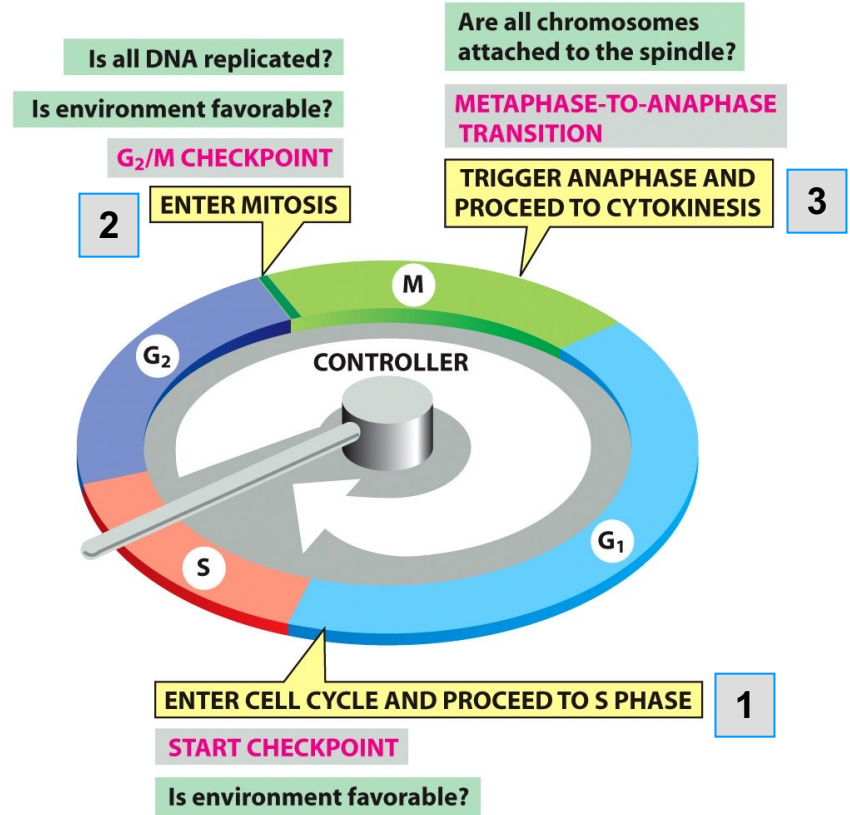 Is all DNA replicated?
Is environment favorable?
G₂/M CHECKPOINT
2
ENTER MITOSIS
Are all chromosomes
attached to the spindle?
METAPHASE-TO-ANAPHASE
TRANSITION
TRIGGER ANAPHASE AND
PROCEED TO CYTOKINESIS
3
M
G₂
CONTROLLER
G₁
S
ENTER CELL CYCLE AND PROCEED TO S PHASE
1
START CHECKPOINT
Is environment favorable?